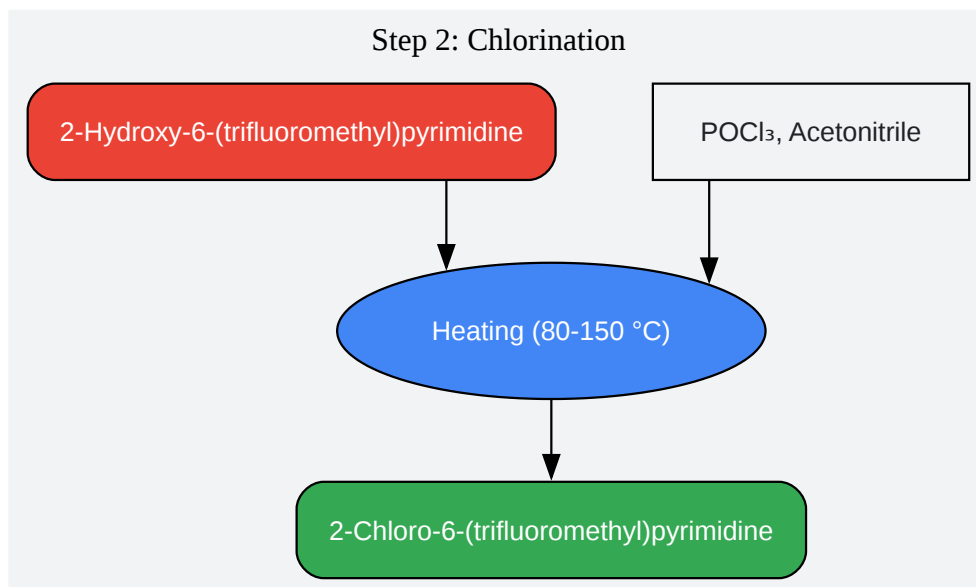 Step 2: Chlorination
2-Hydroxy-6-(trifluoromethyl)pyrimidine
POCl₃, Acetonitrile
Heating (80-150 °C)
2-Chloro-6-(trifluoromethyl)pyrimidine